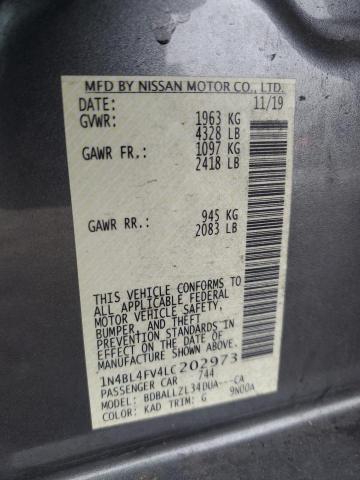 MFD BY NISSAN MOTOR CO., LTD.
DATE: 11/19
GVWR: 1963 KG
4328 LB
GAWR FR.: 1097 KG
2418 LB
GAWR RR.: 945 KG
2083 LB
THIS VEHICLE CONFORMS TO
ALL APPLICABLE FEDERAL
MOTOR VEHICLE SAFETY,
BUMPER, AND THEFT
PREVENTION STANDARDS IN
EFFECT ON THE DATE OF
MANUFACTURE SHOWN ABOVE.
1N4BL4FV4LC202973
PASSENGER CAR 744
MODEL: BDBALLZL34DUA----CA
COLOR: KAD TRIM: G 9N00A